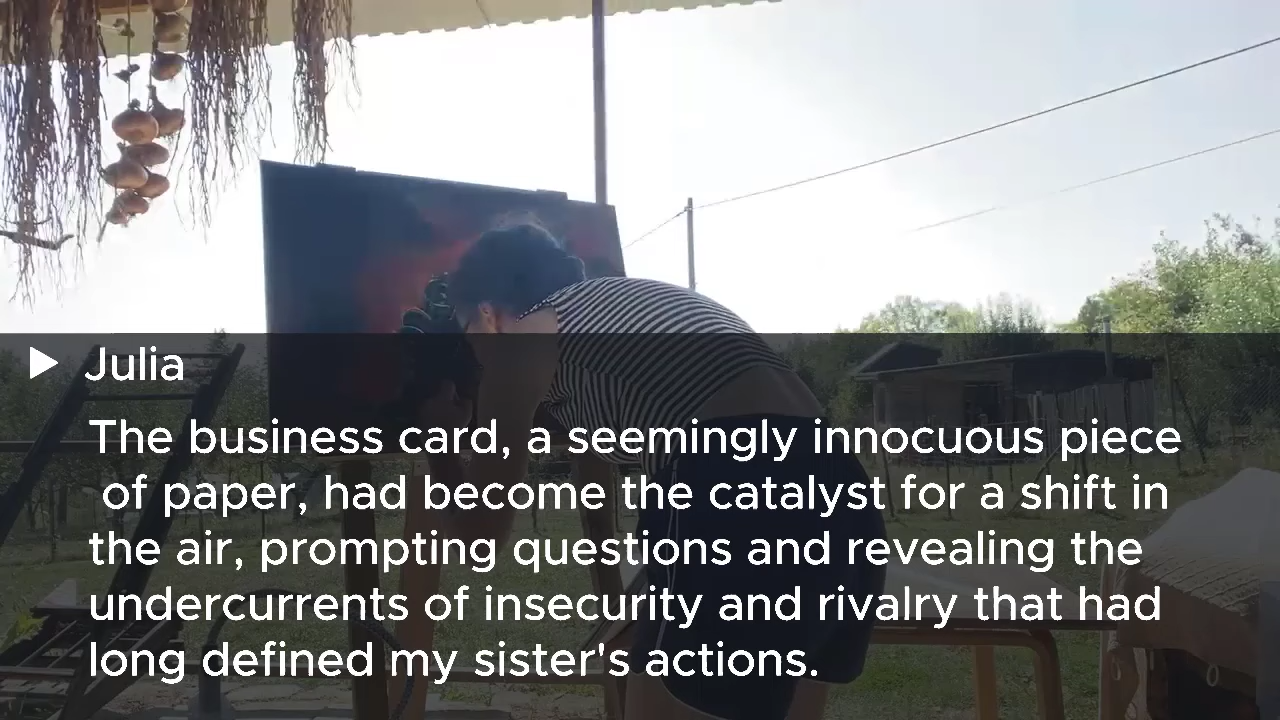 Julia
The business card, a seemingly innocuous piece
of paper, had become the catalyst for a shift in
the air, prompting questions and revealing the
undercurrents of insecurity and rivalry that had
long defined my sister's actions.